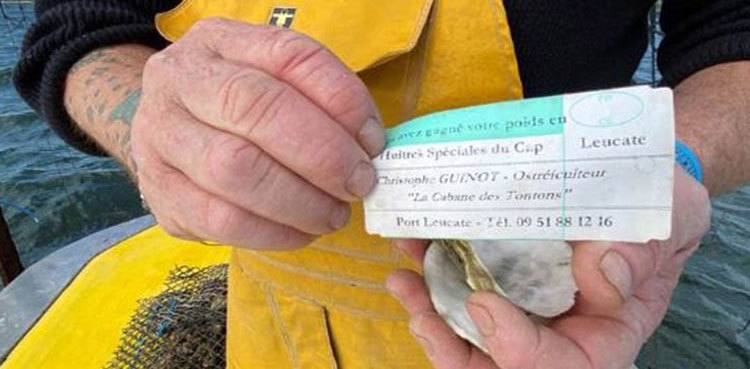 avez gagné votre poids en
Huîtres Spéciales du Cap
Leucate
Christophe GUINOT - Ostréiculteur
"La Cabane des Tontons"
Port Leucate - Tél. 09 51 88 12 16